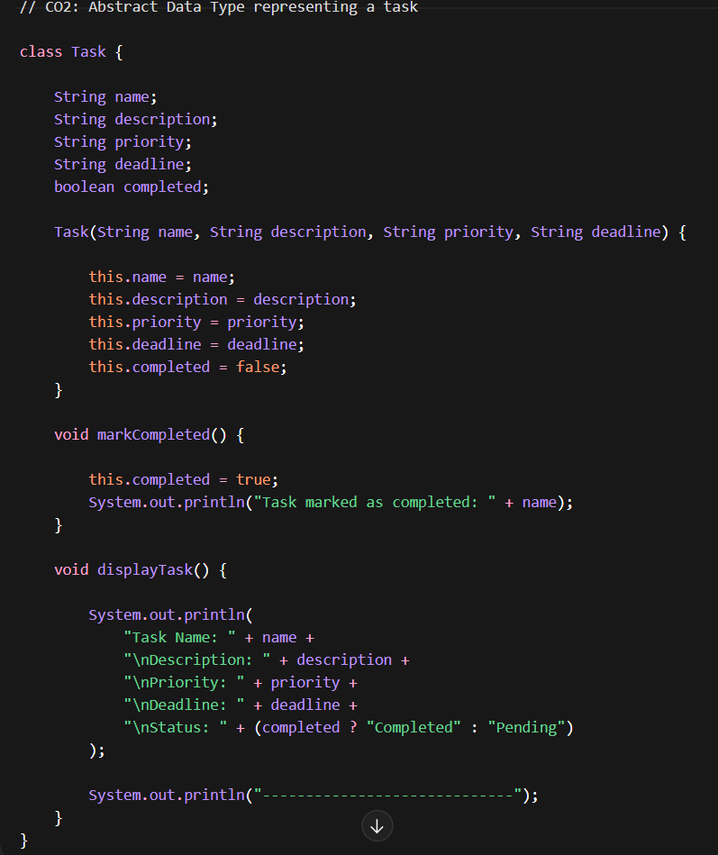 // CO2: Abstract Data Type representing a task
class Task {
String name;
String description;
String priority;
String deadline;
boolean completed;
Task(String name, String description, String priority, String deadline) {
this.name = name;
this.description = description;
this.priority = priority;
this.deadline = deadline;
this.completed = false;
}
void markCompleted() {
this.completed = true;
System.out.println("Task marked as completed: " + name);
}
void displayTask() {
System.out.println(
"Task Name: " + name +
"\nDescription: " + description +
"\nPriority: " + priority +
"\nDeadline: " + deadline +
"\nStatus: " + (completed ? "Completed" : "Pending")
);
System.out.println("-----------------------------");
}
}